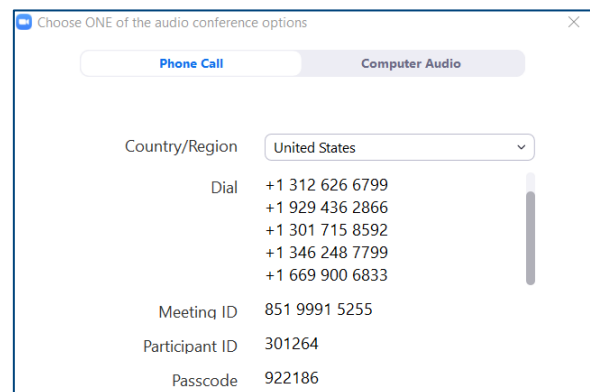 Choose ONE of the audio conference options
Phone Call Computer Audio
Country/Region United States
Dial +1 312 626 6799
+1 929 436 2866
+1 301 715 8592
+1 346 248 7799
+1 669 900 6833
Meeting ID 851 9991 5255
Participant ID 301264
Passcode 922186